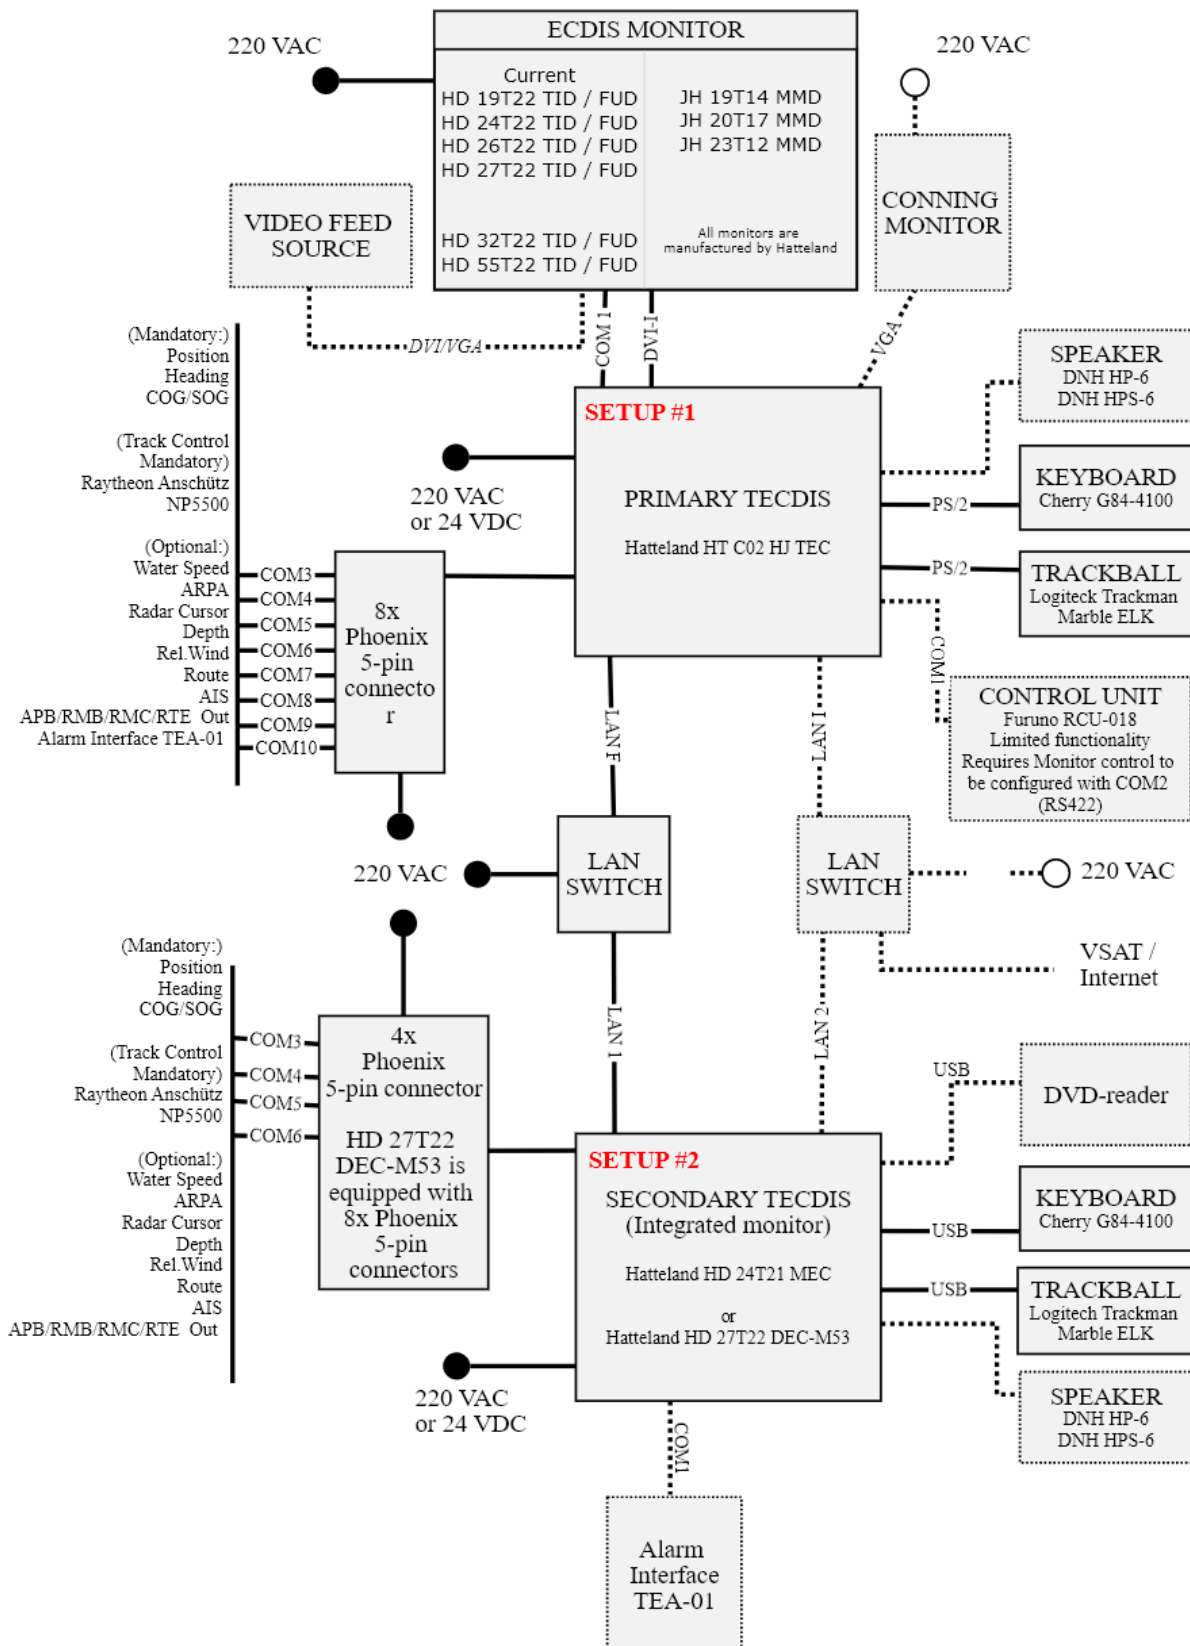 ECDIS MONITOR
220 VAC
220 VAC
Current
HD 19T22 TID / FUD
HD 24T22 TID / FUD
HD 26T22 TID / FUD
HD 27T22 TID / FUD
HD 32T22 TID / FUD
HD 55T22 TID / FUD
JH 19T14 MMD
JH 20T17 MMD
JH 23T12 MMD
All monitors are
manufactured by Hatteland
VIDEO FEED
SOURCE
CONNING
MONITOR
DVI/VGA
COM 1
DVI-I
VGA
(Mandatory:)
Position
Heading
COG/SOG
(Track Control
Mandatory)
Raytheon Anschütz
NP5500
(Optional:)
Water Speed
ARPA
Radar Cursor
Depth
Rel.Wind
Route
AIS
APB/RMB/RMC/RTE Out
Alarm Interface TEA-01
COM3
COM4
COM5
COM6
COM7
COM8
COM9
COM10
8x
Phoenix
5-pin
connecto
r
220 VAC
or 24 VDC
SETUP #1
PRIMARY TECDIS
Hatteland HT C02 HJ TEC
SPEAKER
DNH HP-6
DNH HPS-6
PS/2
KEYBOARD
Cherry G84-4100
PS/2
TRACKBALL
Logiteck Trackman
Marble ELK
COM1
CONTROL UNIT
Furuno RCU-018
Limited functionality
Requires Monitor control to
be configured with COM2
(RS422)
LAN F
LAN I
220 VAC
LAN
SWITCH
LAN
SWITCH
220 VAC
VSAT /
Internet
LAN 1
LAN 2
(Mandatory:)
Position
Heading
COG/SOG
(Track Control
Mandatory)
Raytheon Anschütz
NP5500
(Optional:)
Water Speed
ARPA
Radar Cursor
Depth
Rel.Wind
Route
AIS
APB/RMB/RMC/RTE Out
COM3
COM4
COM5
COM6
4x
Phoenix
5-pin connector
HD 27T22
DEC-M53 is
equipped with
8x Phoenix
5-pin
connectors
220 VAC
or 24 VDC
SETUP #2
SECONDARY TECDIS
(Integrated monitor)
Hatteland HD 24T21 MEC
or
Hatteland HD 27T22 DEC-M53
USB
DVD-reader
USB
KEYBOARD
Cherry G84-4100
USB
TRACKBALL
Logitech Trackman
Marble ELK
SPEAKER
DNH HP-6
DNH HPS-6
COM1
Alarm
Interface
TEA-01